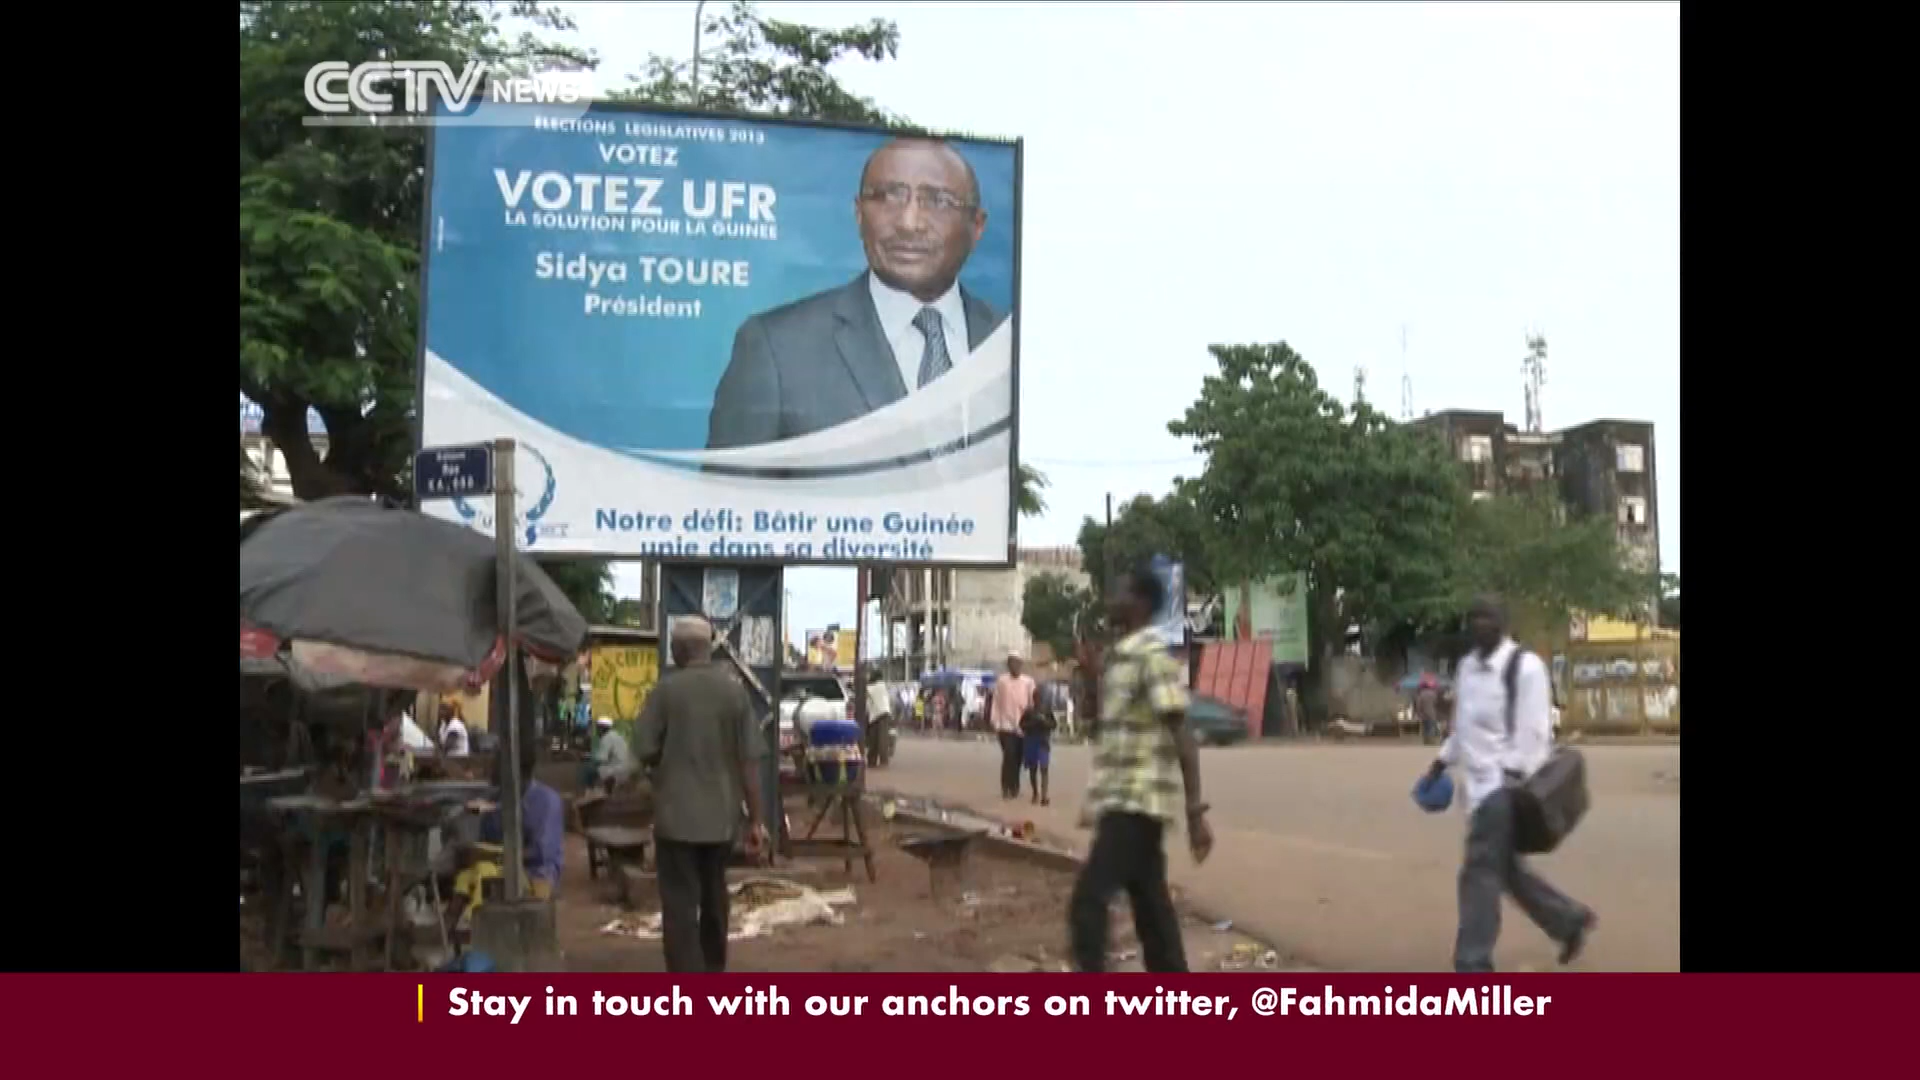 CCTV NEWS
ELECTIONS LEGISLATIVES 2013
VOTEZ
VOTEZ UFR
LA SOLUTION POUR LA GUINEE
Sidya TOURE
Président
Notre défi: Bâtir une Guinée
unie dans sa diversité
Stay in touch with our anchors on twitter, @FahmidaMiller